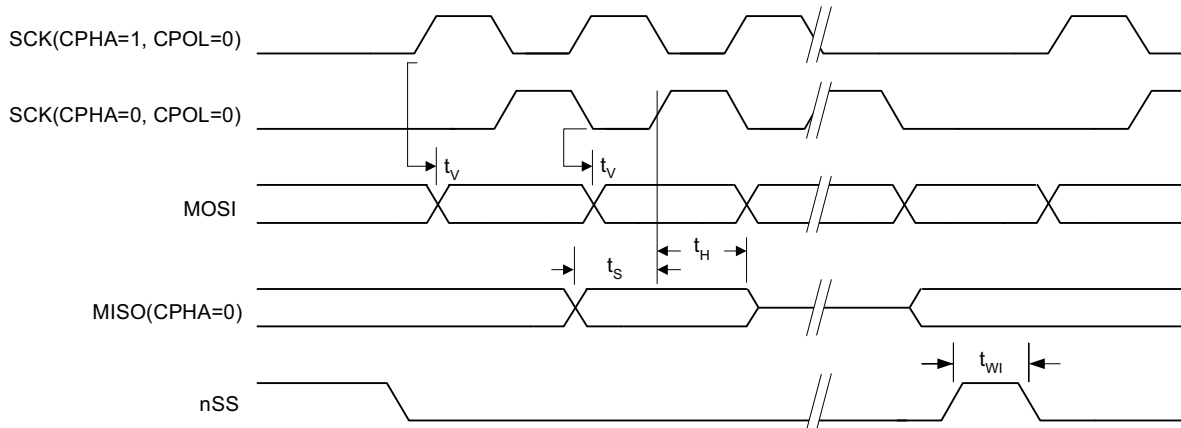 SCK(CPHA=1, CPOL=0)
SCK(CPHA=0, CPOL=0)
tV
tV
MOSI
tH
tS
MISO(CPHA=0)
tWI
nSS